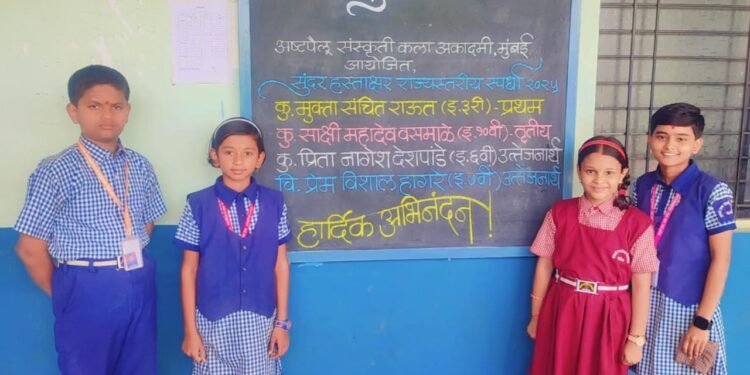 अष्टपैलू संस्कृती कला अकादमी, मुंबई
आयोजित,
सुंदर हस्ताक्षर राज्यस्तरीय स्पर्धा २०२५
कु. मुक्ता संचित राऊत (इ.३री)-प्रथम
कु. साक्षी महादेव वसमाळे (इ.१०वी)-तृतीय
कु. प्रिता नागेश देशपांडे (इ.६वी) उत्तेजनार्थ
चि. प्रेम विशाल हागरे (इ.७वी) उत्तेजनार्थ
हार्दिक अभिनंदन!